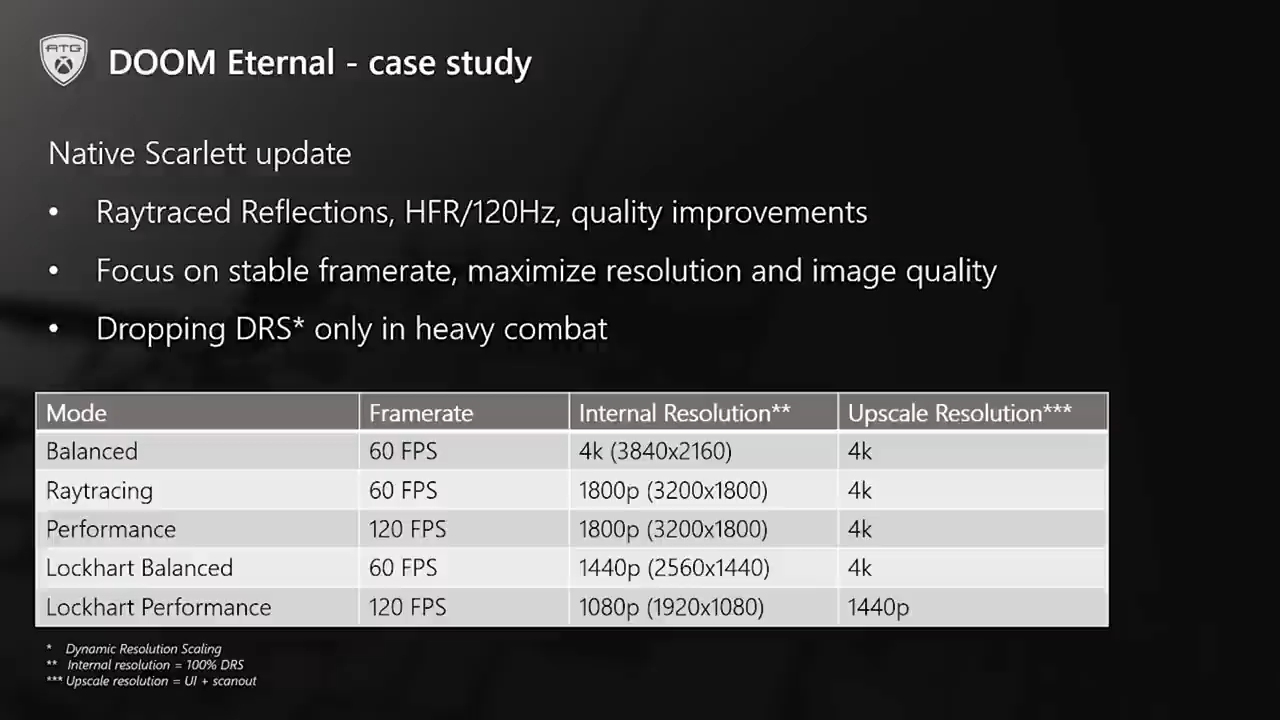 ATG
DOOM Eternal - case study
Native Scarlett update
• Raytraced Reflections, HFR/120Hz, quality improvements
• Focus on stable framerate, maximize resolution and image quality
• Dropping DRS* only in heavy combat
Mode Framerate Internal Resolution** Upscale Resolution***
Balanced 60 FPS 4k (3840x2160) 4k
Raytracing 60 FPS 1800p (3200x1800) 4k
Performance 120 FPS 1800p (3200x1800) 4k
Lockhart Balanced 60 FPS 1440p (2560x1440) 4k
Lockhart Performance 120 FPS 1080p (1920x1080) 1440p
* Dynamic Resolution Scaling
** Internal resolution = 100% DRS
*** Upscale resolution = UI + scanout